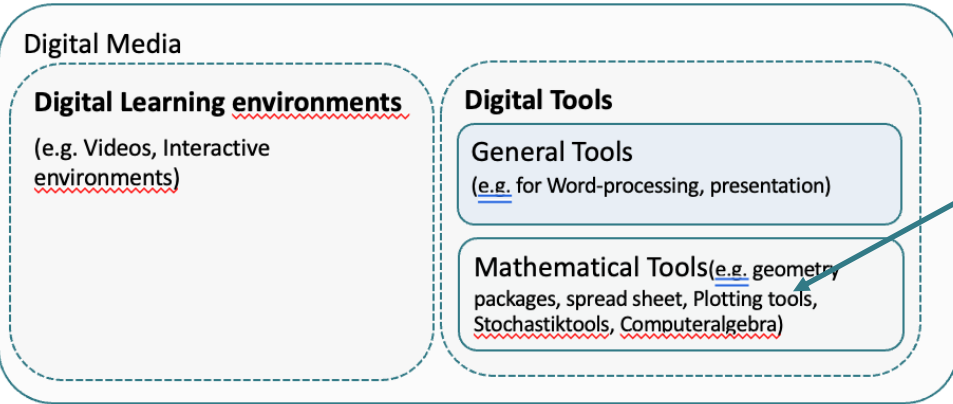 Digital Media
Digital Learning environments
(e.g. Videos, Interactive
environments)
Digital Tools
General Tools
(e.g. for Word-processing, presentation)
Mathematical Tools(e.g. geometry
packages, spread sheet, Plotting tools,
Stochastiktools, Computeralgebra)